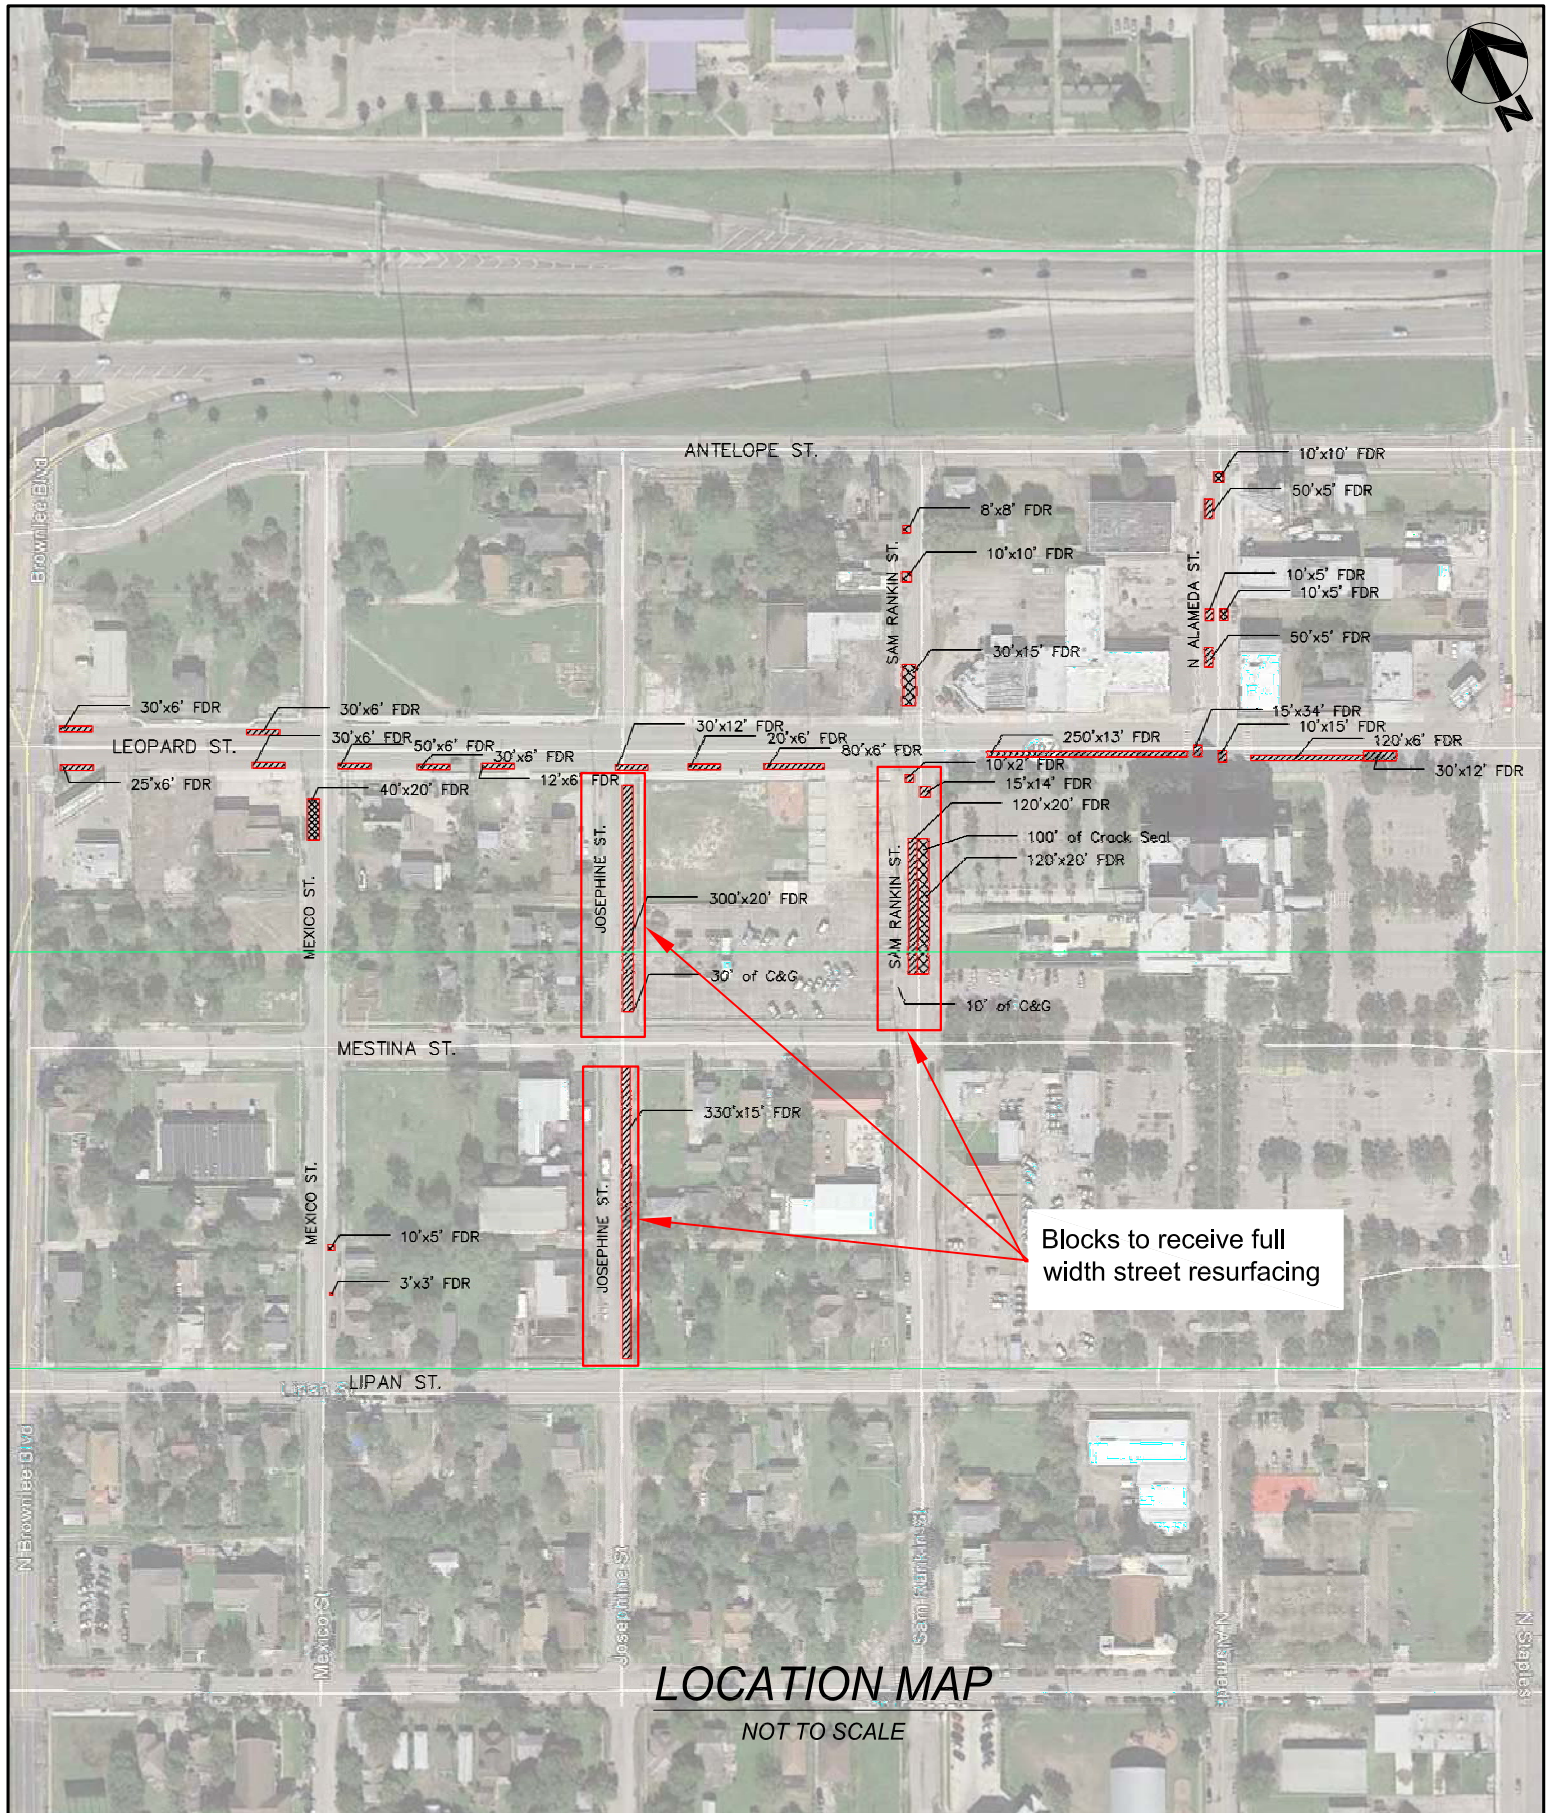 N
ANTELOPE ST.
10'x10' FDR
50'x5' FDR
8'x8' FDR
Brownlee Blvd
SAM RANKIN ST.
10'x10' FDR
N ALAMEDA ST.
10'x5' FDR
10'x5' FDR
50'x5' FDR
30'x15' FDR
30'x6' FDR
30'x6' FDR
30'x12' FDR
15'x34' FDR
LEOPARD ST.
30'x6' FDR
50'x6' FDR
30'x6' FDR
20'x6' FDR
80'x6' FDR
250'x13' FDR
10'x15' FDR
120'x6' FDR
10'x2' FDR
30'x12' FDR
25'x6' FDR
40'x20' FDR
12'x6' FDR
15'x14' FDR
120'x20' FDR
100' of Crack Seal
120'x20' FDR
JOSEPHINE ST.
SAM RANKIN ST.
MEXICO ST.
300'x20' FDR
30' of C&G
10' of C&G
MESTINA ST.
330'x15' FDR
MEXICO ST.
JOSEPHINE ST.
10'x5' FDR
3'x3' FDR
Blocks to receive full
width street resurfacing
Lipan St
LIPAN ST.
N Brownlee Blvd
Mexico St
Josephine St
Sam Rankin St
N Alameda
N Staples
LOCATION MAP
NOT TO SCALE